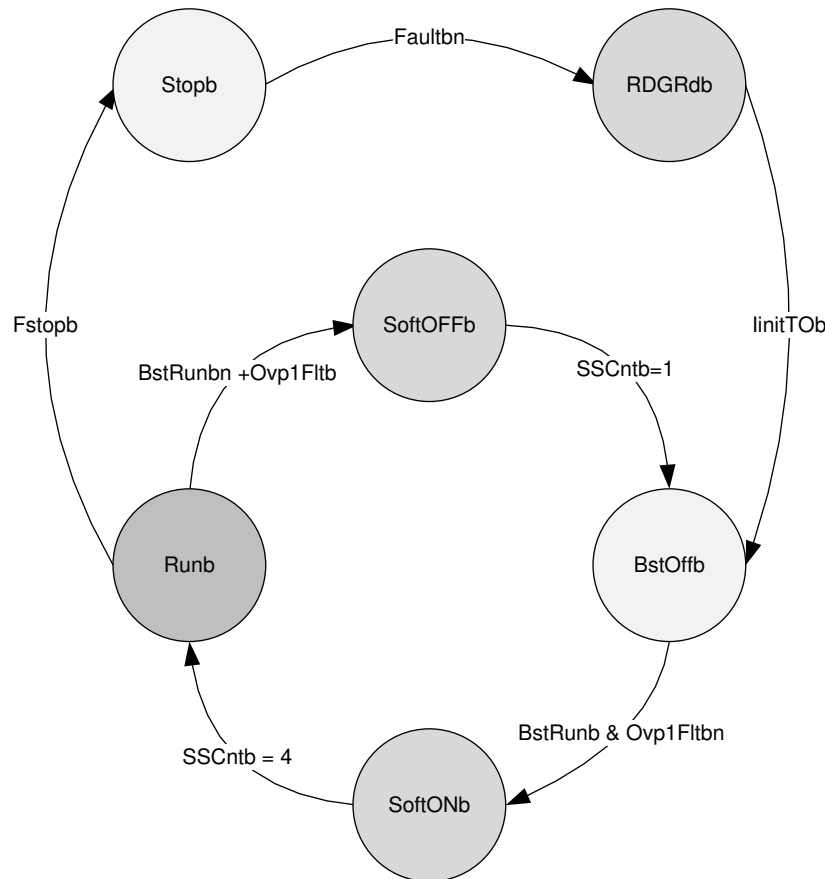 Faultbn
Stopb
RDGRdb
SoftOFFb
Fstopb
IinitTOb
BstRunbn +Ovp1Fltb
SSCntb=1
Runb
BstOffb
BstRunb & Ovp1Fltbn
SSCntb = 4
SoftONb